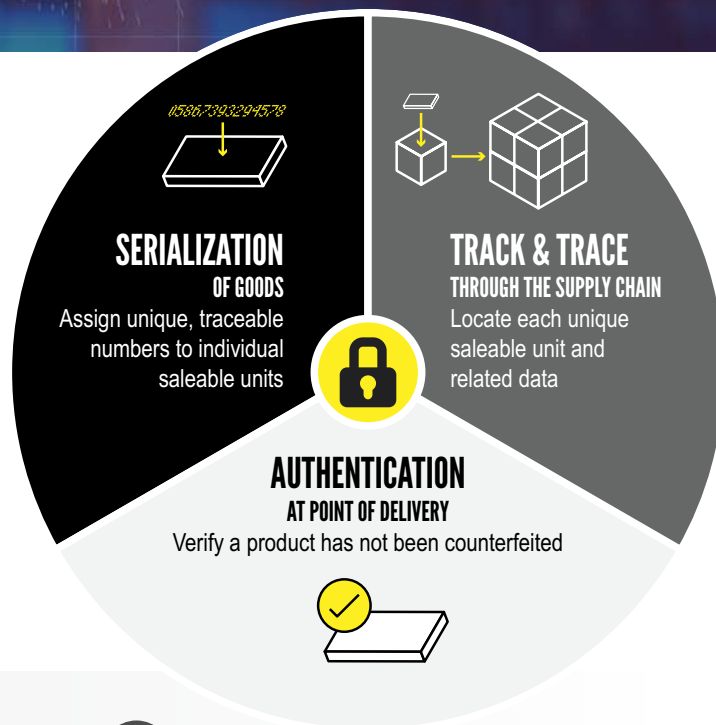 05867393294578
SERIALIZATION
OF GOODS
Assign unique, traceable
numbers to individual
saleable units
TRACK & TRACE
THROUGH THE SUPPLY CHAIN
Locate each unique
saleable unit and
related data
AUTHENTICATION
AT POINT OF DELIVERY
Verify a product has not been counterfeited